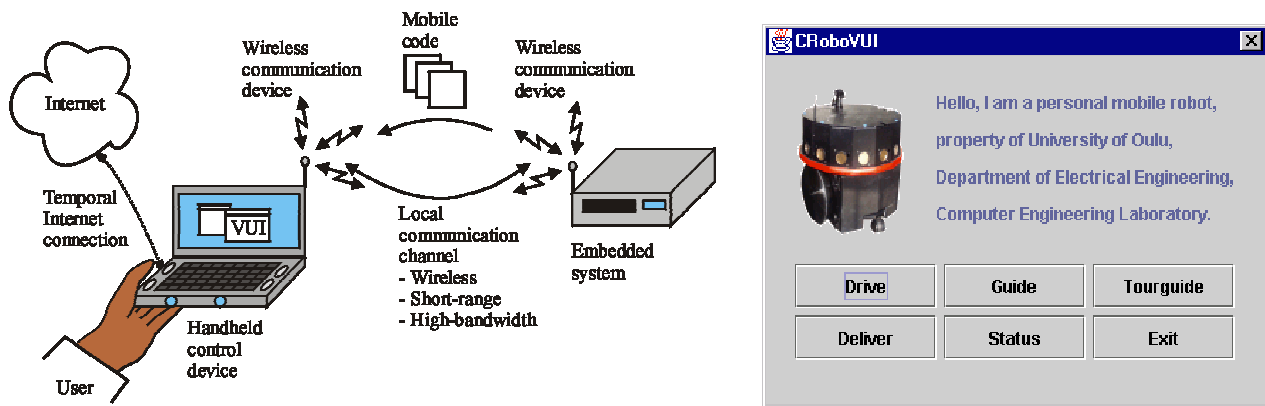 Mobile
code
Wireless
communication
device
Wireless
communication
device
Internet
Temporal
Internet
connection
VUI
Local
communication
channel
- Wireless
- Short-range
- High-bandwidth
Embedded
system
Handheld
control
device
User
CRoboVUI
Hello, I am a personal mobile robot,
property of University of Oulu,
Department of Electrical Engineering,
Computer Engineering Laboratory.
Drive Guide Tourguide
Deliver Status Exit